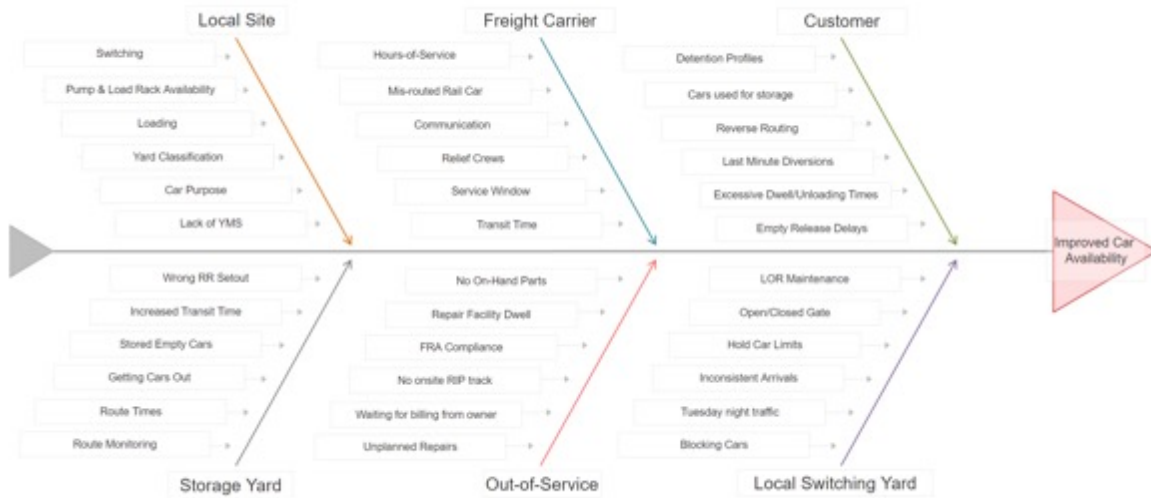 Local Site
Freight Carrier
Customer
Switching
Pump & Load Rack Availability
Loading
Yard Classification
Car Purpose
Lack of YMS
Hours-of-Service
Mis-routed Rail Car
Communication
Relief Crews
Service Window
Transit Time
Detention Profiles
Cars used for storage
Reverse Routing
Last Minute Diversions
Excessive Dwell/Unloading Times
Empty Release Delays
Improved Car
Availability
Wrong RR Setout
Increased Transit Time
Stored Empty Cars
Getting Cars Out
Route Times
Route Monitoring
No On-Hand Parts
Repair Facility Dwell
FRA Compliance
No onsite RIP track
Waiting for billing from owner
Unplanned Repairs
LOR Maintenance
Open/Closed Gate
Hold Car Limits
Inconsistent Arrivals
Tuesday night traffic
Blocking Cars
Storage Yard
Out-of-Service
Local Switching Yard